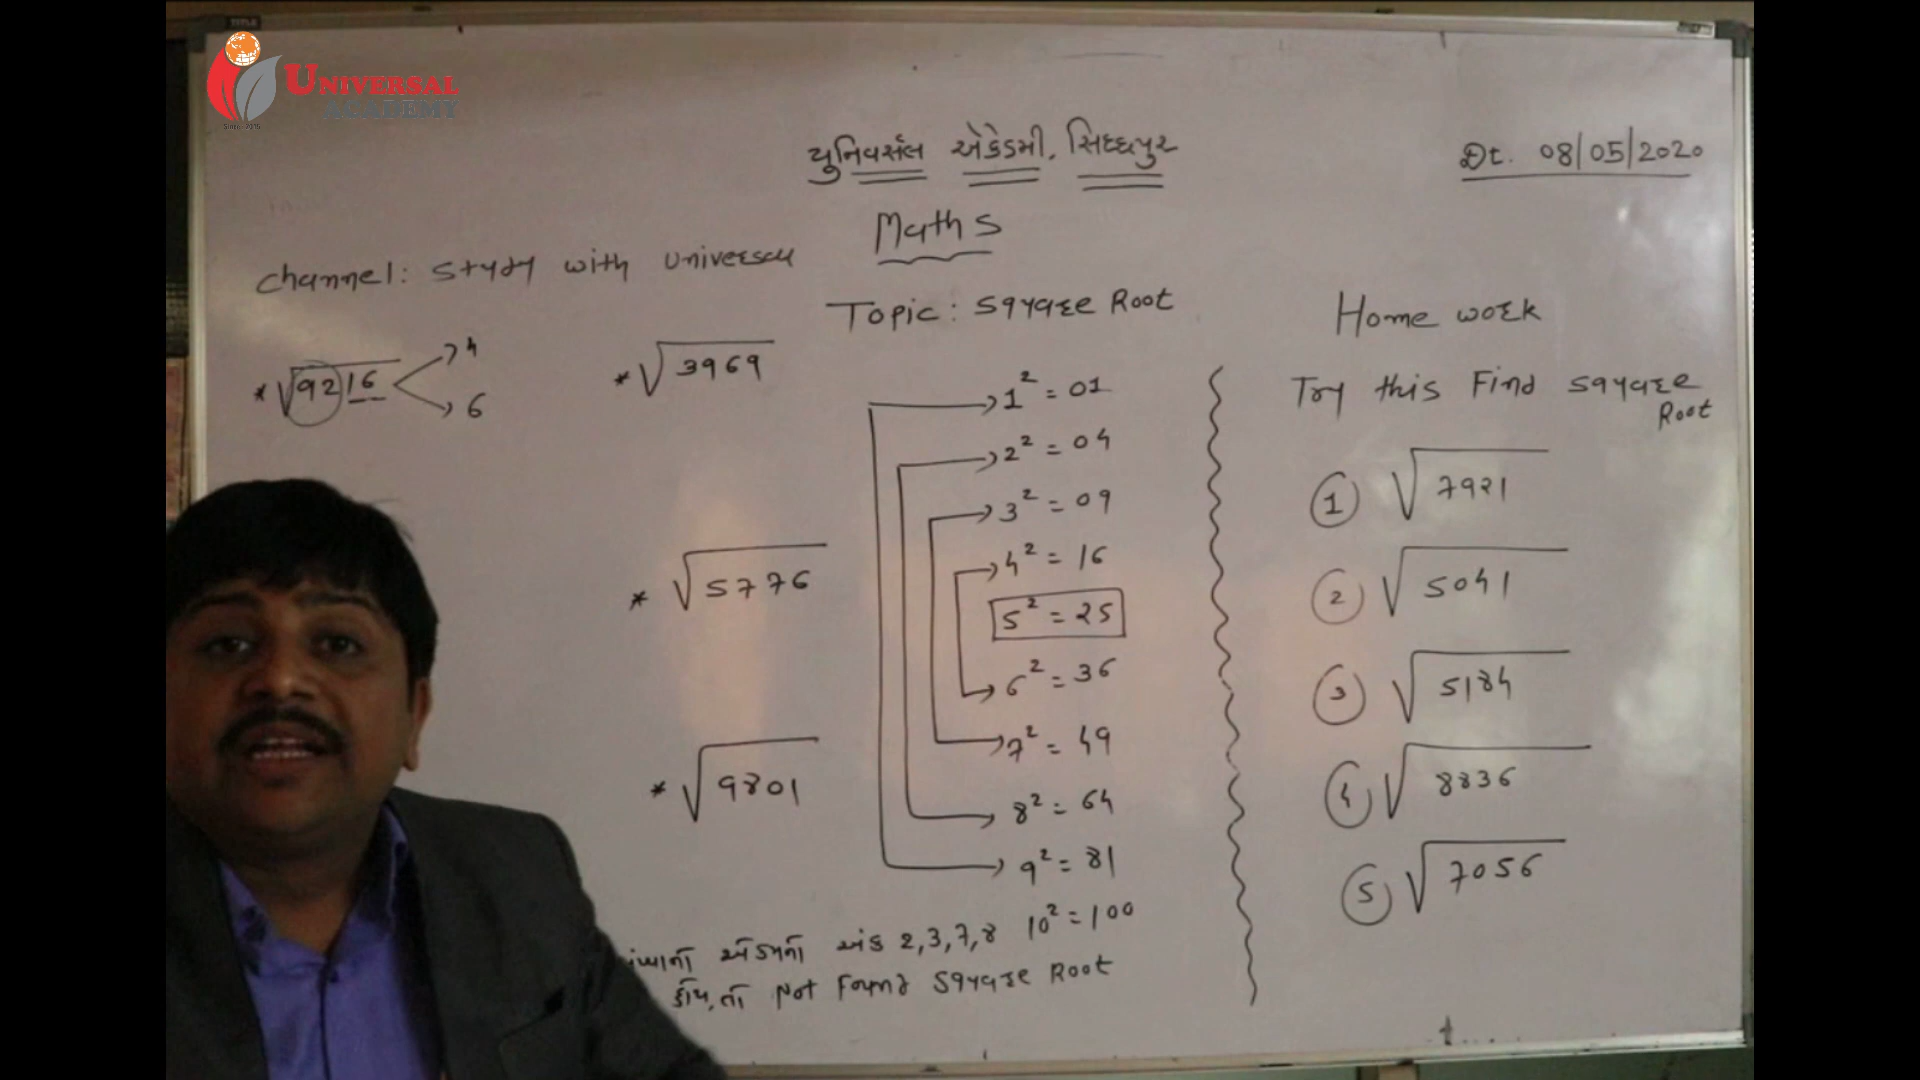 UNIVERSAL
ACADEMY
યુનિવર્સલ એકેડમી, સિધ્ધપુર
Dt. 08/05/2020
Maths
Channel: Study with Universal
Topic: Square Root
Home work
Try this Find Square Root
* √9216 → 4
→ 6
* √3969
* √5776
* √9801
1² = 01
2² = 04
3² = 09
4² = 16
5² = 25
6² = 36
7² = 49
8² = 64
9² = 81
10² = 100
એકમનો અંક 2,3,7,8
હોય, તો Not Found Square Root
1 √7921
2 √5041
3 √5184
4 √8836
5 √7056